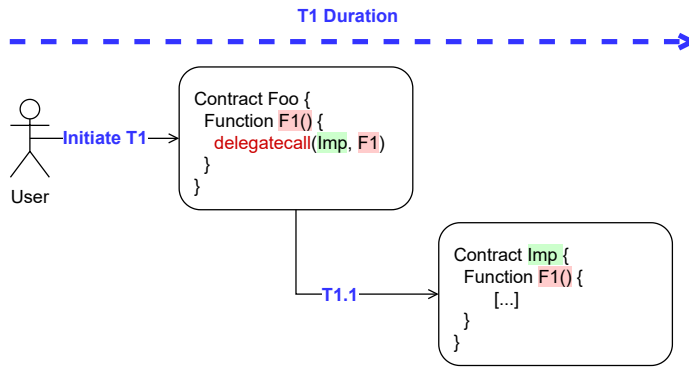 T1 Duration
Initiate T1
User
Contract Foo {
Function F1() {
delegatecall(Imp, F1)
}
}
T1.1
Contract Imp {
Function F1() {
[...]
}
}